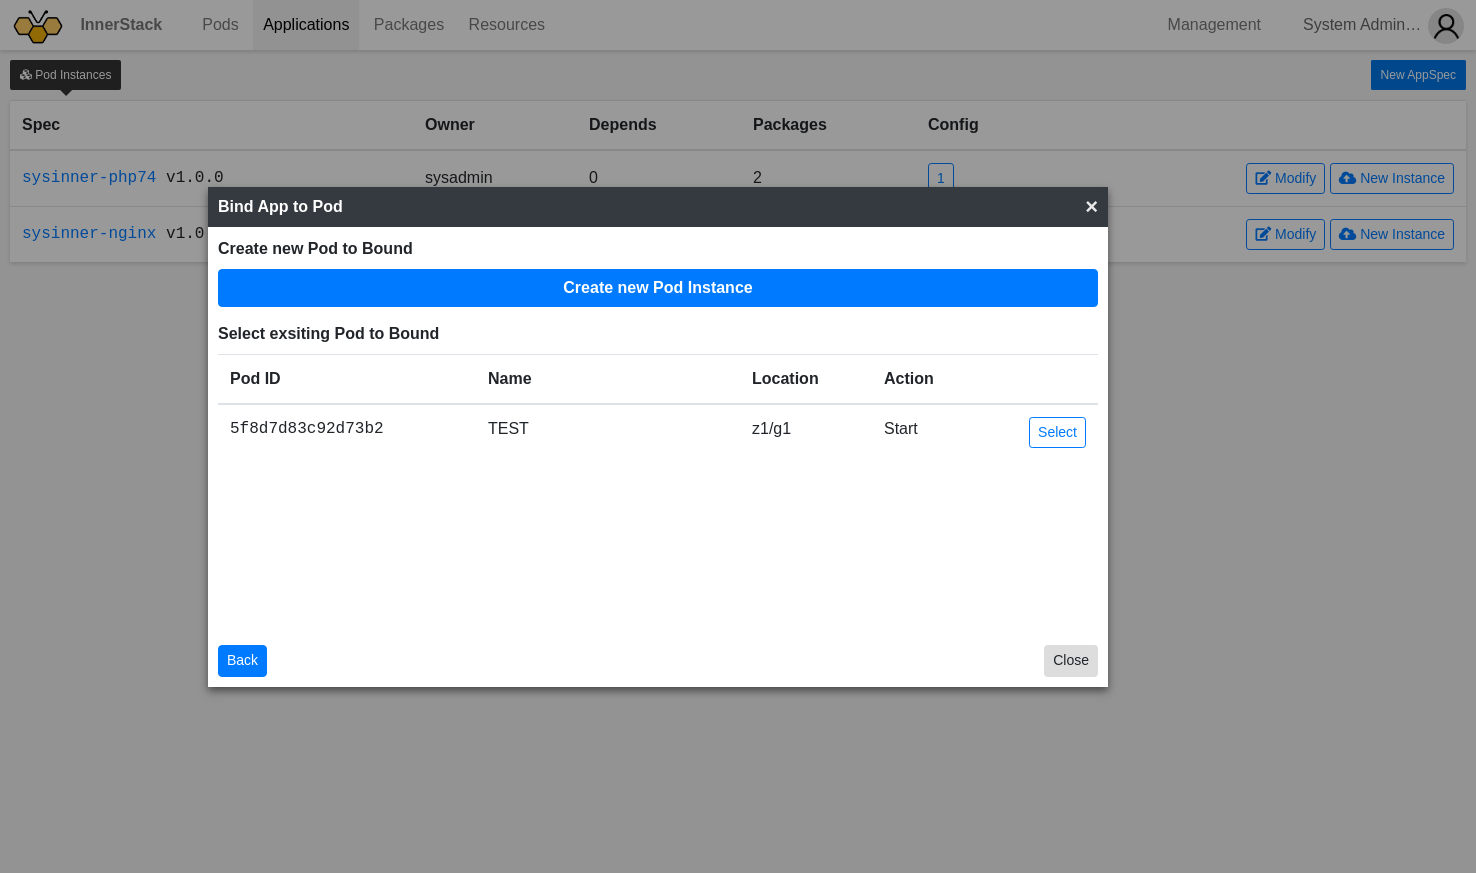 InnerStack Pods Applications Packages Resources Management System Admin…
Pod Instances New AppSpec
Spec Owner Depends Packages Config
sysinner-php74 v1.0.0 sysadmin 0 2 1 Modify New Instance
sysinner-nginx v1.0 Modify New Instance
Bind App to Pod ×
Create new Pod to Bound
Create new Pod Instance
Select exsiting Pod to Bound
Pod ID Name Location Action
5f8d7d83c92d73b2 TEST z1/g1 Start Select
Back Close